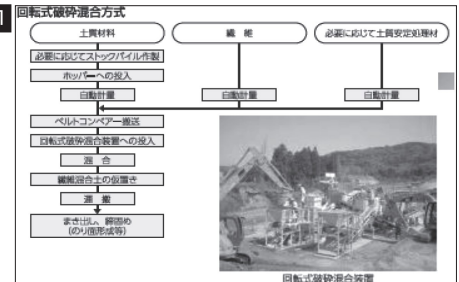 回転式破砕混合方式
土質材料
繊 維
必要に応じて土質安定処理材
必要に応じてストックパイル作製
ホッパーへの投入
自動計量
自動計量
自動計量
ベルトコンベアー搬送
回転式破砕混合装置への投入
混 合
繊維混合土の仮置き
運 搬
まき出し、締固め
(のり面形成等)
回転式破砕混合装置